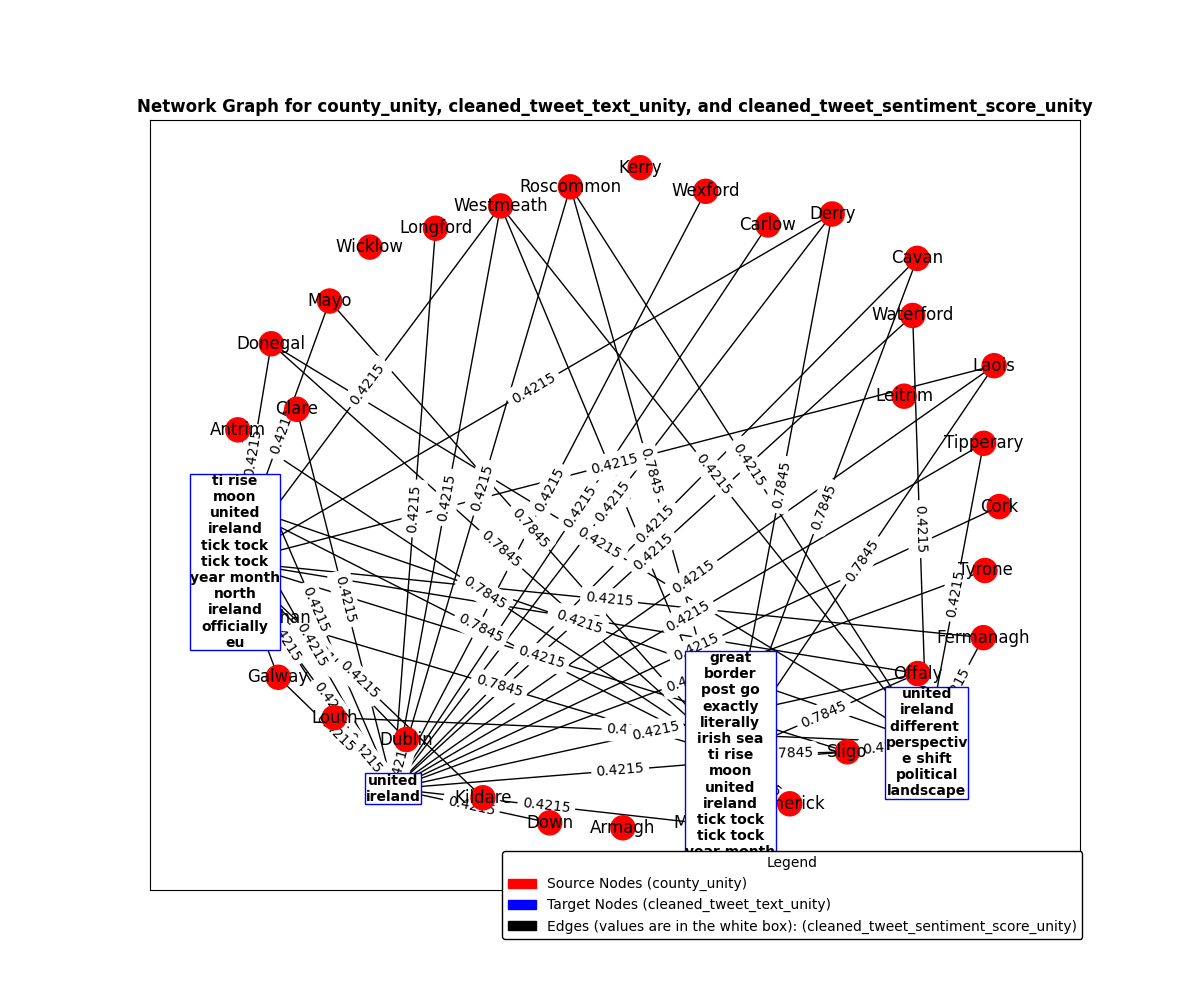 Network Graph for county_unity, cleaned_tweet_text_unity, and cleaned_tweet_sentiment_score_unity
Kerry
Roscommon
Wexford
Westmeath
Derry
Carlow
Longford
Wicklow
Cavan
Mayo
Waterford
Donegal
Laois
0.4215
0.4215
Leitrim
Clare
Antrim
0.4215
0.4215
Tipperary
0.4215
0.7845
0.4215
0.4215
0.7845
0.4215
0.4215
0.4215
0.4215
0.4215
0.4215
0.4215
0.7845
Cork
0.7845
0.4215
0.4215
0.4215
0.4215
0.7845
0.4215
0.7845
Tyrone
0.4215
0.7845
0.4215
0.4215
0.4215
0.4215
0.4215
0.4215
0.7845
Fermanagh
0.4215
0.4215
0.4215
ti rise
moon
united
ireland
tick tock
tick tock
year month
north
ireland
officially
eu
Galway
0.4215
0.7845
Offaly
Louth
0.7845
0.4215
Dublin
Sligo
7845
0.4215
united
ireland
great
border
post go
exactly
literally
irish sea
ti rise
moon
united
ireland
tick tock
tick tock
year month
united
ireland
different
perspectiv
e shift
political
landscape
Kildare
0.4215
0.4215
Down
Armagh
Legend
Source Nodes (county_unity)
Target Nodes (cleaned_tweet_text_unity)
Edges (values are in the white box): (cleaned_tweet_sentiment_score_unity)